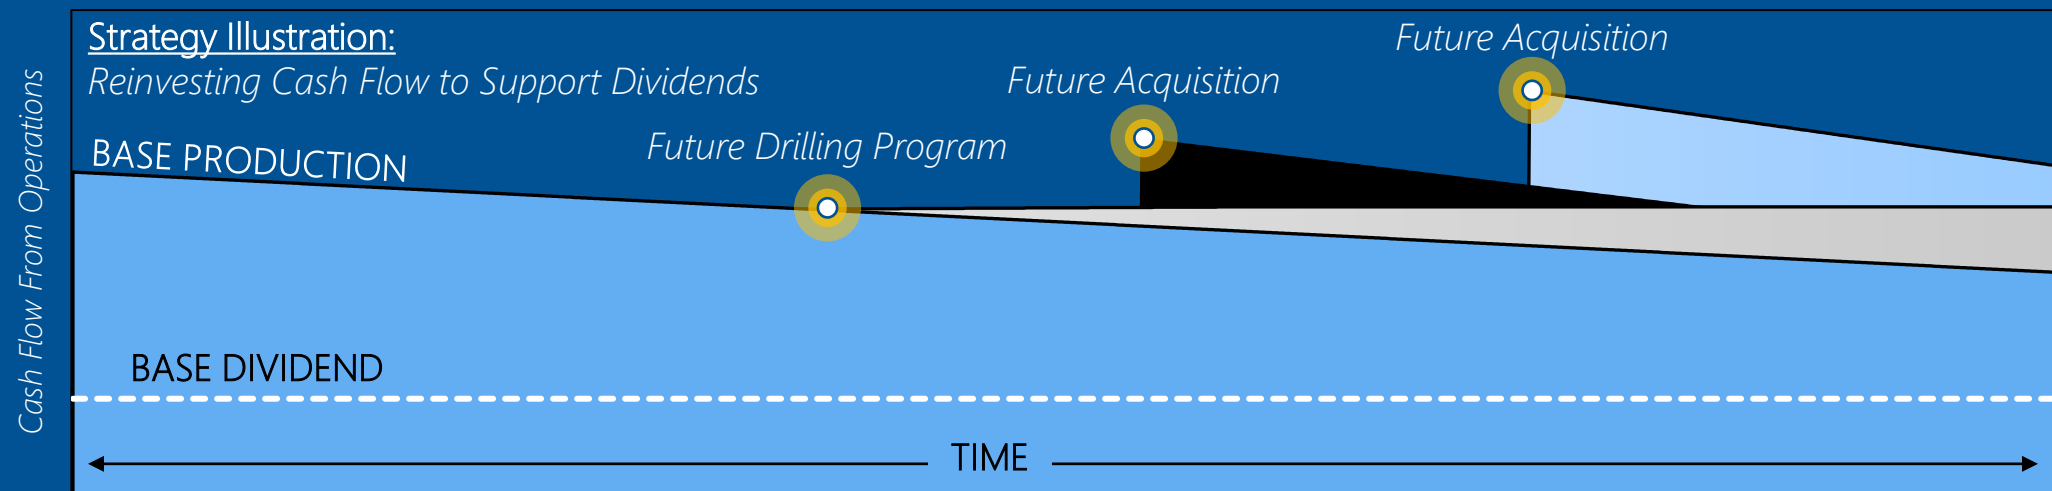 Strategy Illustration:
Reinvesting Cash Flow to Support Dividends
Future Acquisition
Future Acquisition
Future Drilling Program
BASE PRODUCTION
Cash Flow From Operations
BASE DIVIDEND
TIME